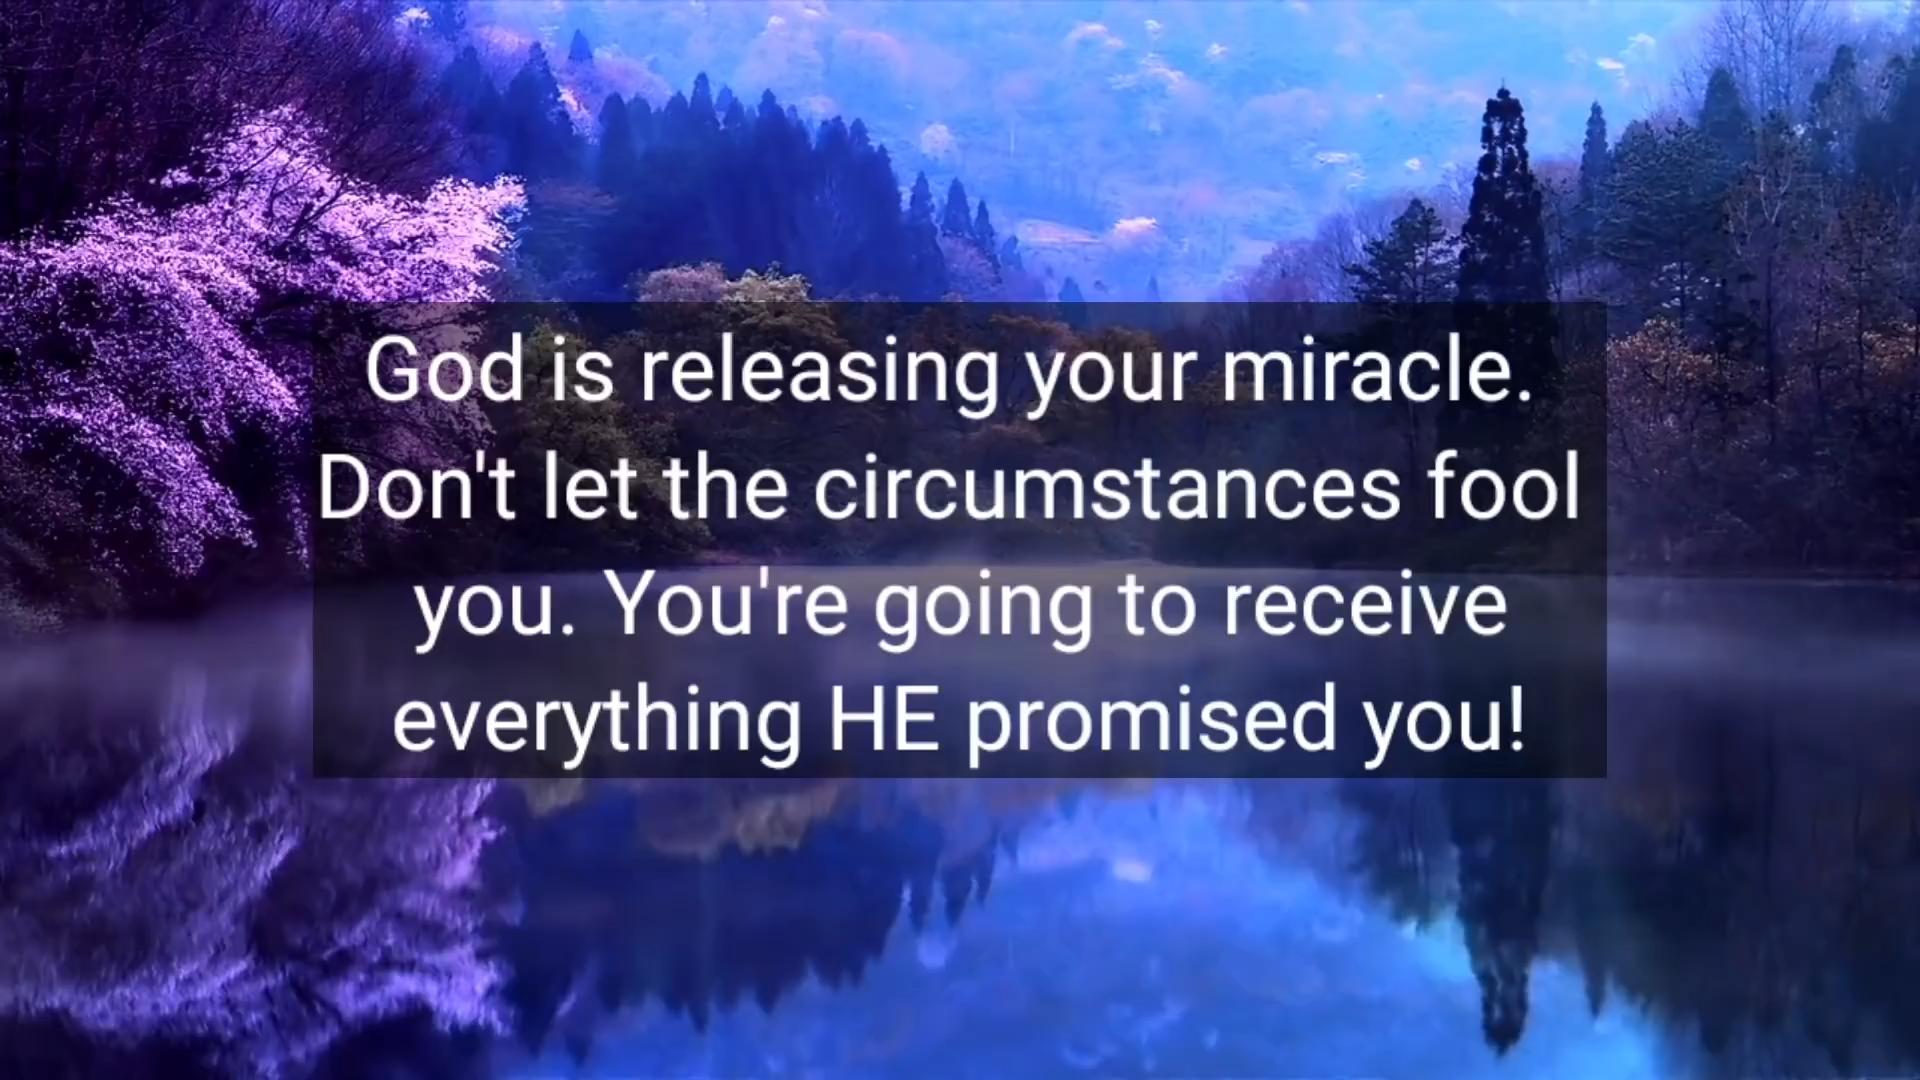 God is releasing your miracle.
Don't let the circumstances fool
you. You're going to receive
everything HE promised you!